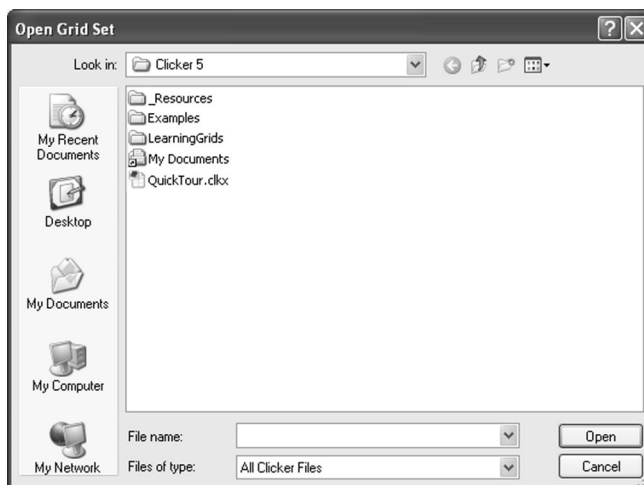 Open Grid Set
Look in: Clicker 5
My Recent
Documents
Desktop
My Documents
My Computer
My Network
_Resources
Examples
LearningGrids
My Documents
QuickTour.clkx
File name: Open
Files of type: All Clicker Files Cancel